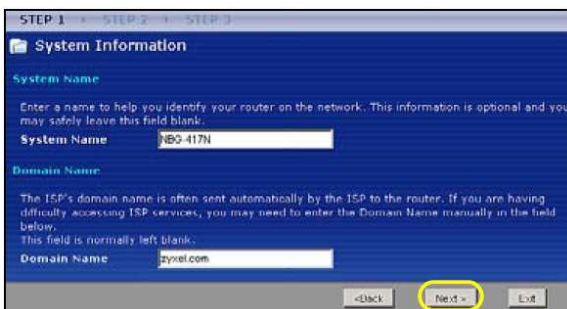 STEP 1 › STEP 2 › STEP 3
System Information
System Name
Enter a name to help you identify your router on the network. This information is optional and you
may safely leave this field blank.
System Name NBG-417N
Domain Name
The ISP's domain name is often sent automatically by the ISP to the router. If you are having
difficulty accessing ISP services, you may need to enter the Domain Name manually in the field
below.
This field is normally left blank.
Domain Name zyxel.com
<Back Next > Exit